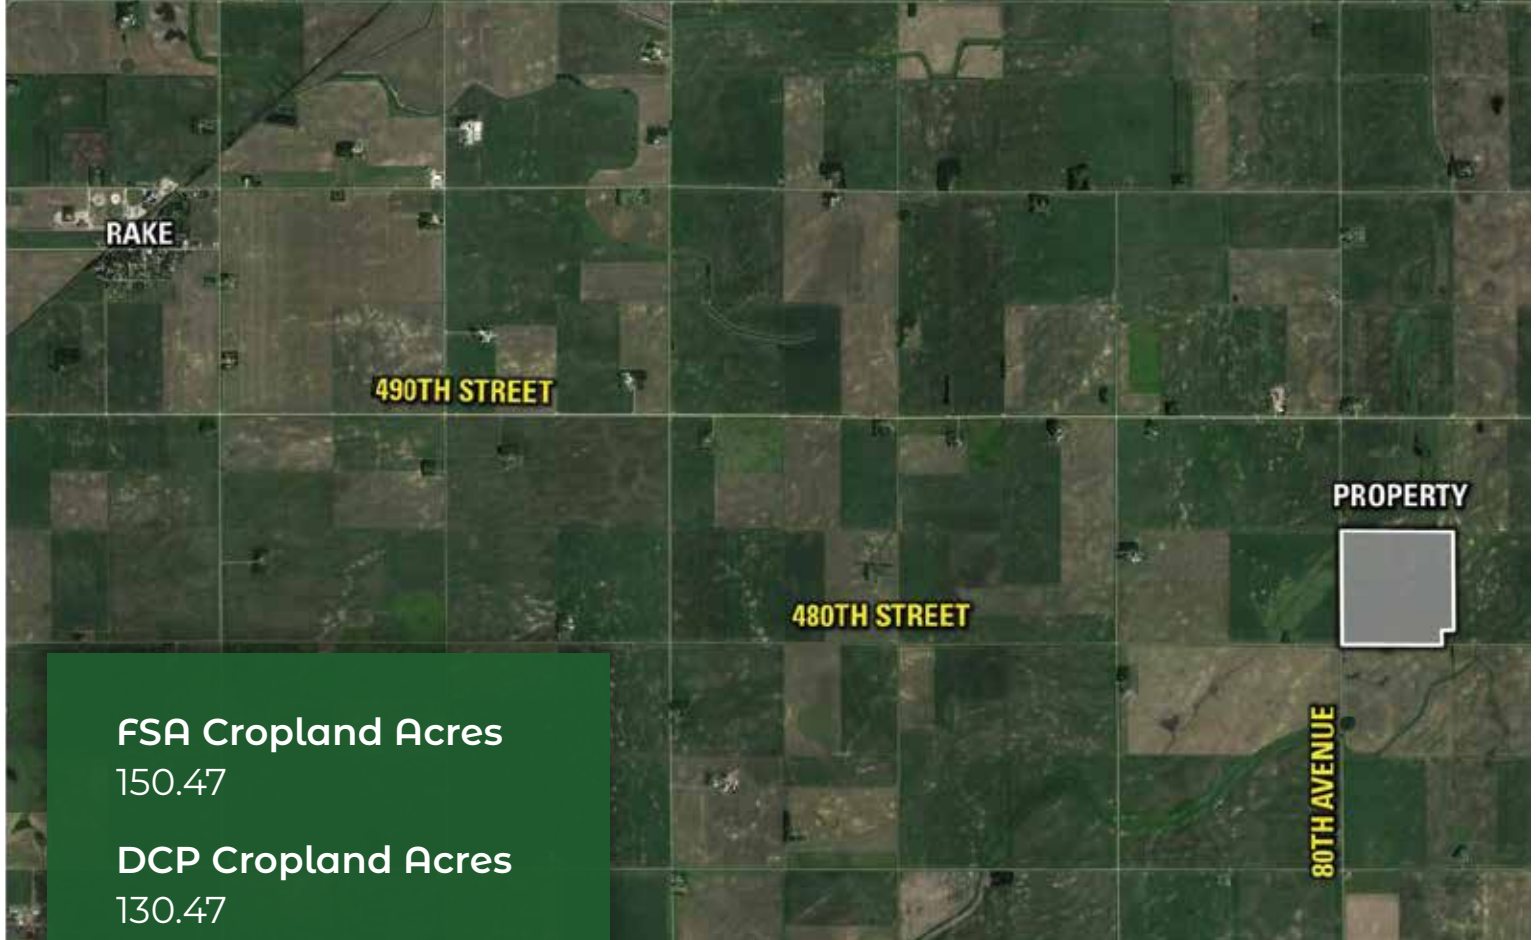 RAKE
490TH STREET
PROPERTY
480TH STREET
80TH AVENUE
FSA Cropland Acres
150.47
DCP Cropland Acres
130.47